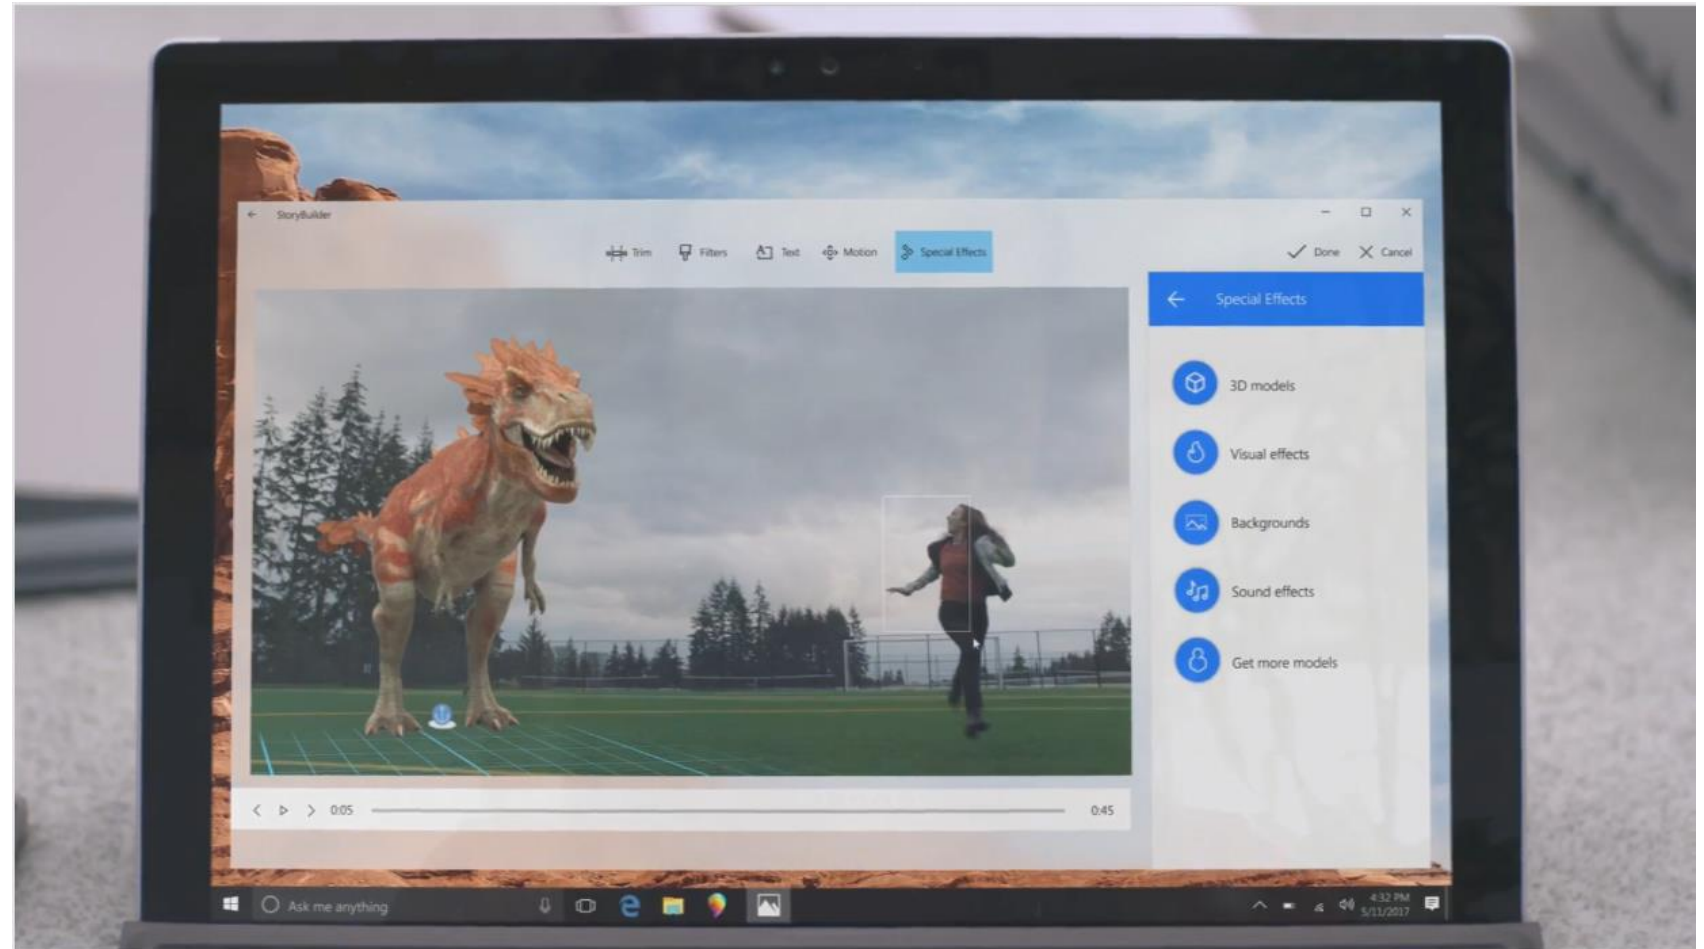 StoryBuilder
Trim Filters Text Motion Special Effects
Done Cancel
Special Effects
3D models
Visual effects
Backgrounds
Sound effects
Get more models
0:05 0:45
Ask me anything
4:32 PM
5/11/2017